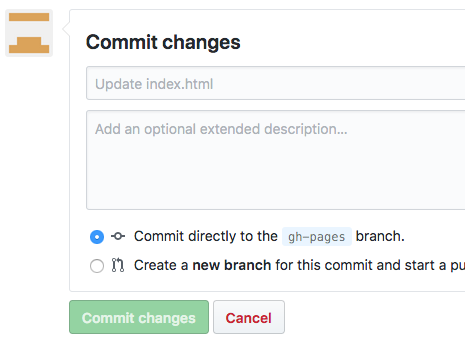 Commit changes
Update index.html
Add an optional extended description...
Commit directly to the gh-pages branch.
Create a new branch for this commit and start a pu
Commit changes Cancel